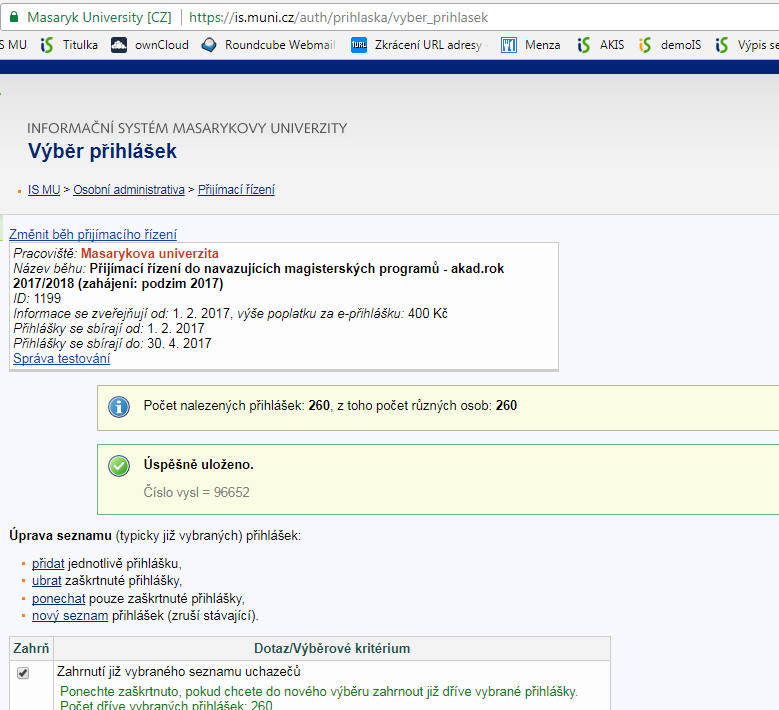 Masaryk University [CZ] https://is.muni.cz/auth/prihlaska/vyber_prihlasek
S MU Titulka ownCloud Roundcube Webmail 1URL Zkrácení URL adresy Menza AKIS demoIS Výpis se
INFORMAČNÍ SYSTÉM MASARYKOVY UNIVERZITY
Výběr přihlášek
IS MU > Osobní administrativa > Přijímací řízení
Změnit běh přijímacího řízení
Pracoviště: Masarykova univerzita
Název běhu: Přijímací řízení do navazujících magisterských programů - akad.rok
2017/2018 (zahájení: podzim 2017)
ID: 1199
Informace se zveřejňují od: 1. 2. 2017, výše poplatku za e-přihlášku: 400 Kč
Přihlášky se sbírají od: 1. 2. 2017
Přihlášky se sbírají do: 30. 4. 2017
Správa testování
Počet nalezených přihlášek: 260, z toho počet různých osob: 260
Úspěšně uloženo.
Číslo vysl = 96652
Úprava seznamu (typicky již vybraných) přihlášek:
přidat jednotlivě přihlášku,
ubrat zaškrtnuté přihlášky,
ponechat pouze zaškrtnuté přihlášky,
nový seznam přihlášek (zruší stávající).
Zahrň Dotaz/Výběrové kritérium
Zahrnutí již vybraného seznamu uchazečů
Ponechte zaškrtnuto, pokud chcete do nového výběru zahrnout již dříve vybrané přihlášky.
Počet dříve vybraných přihlášek: 260